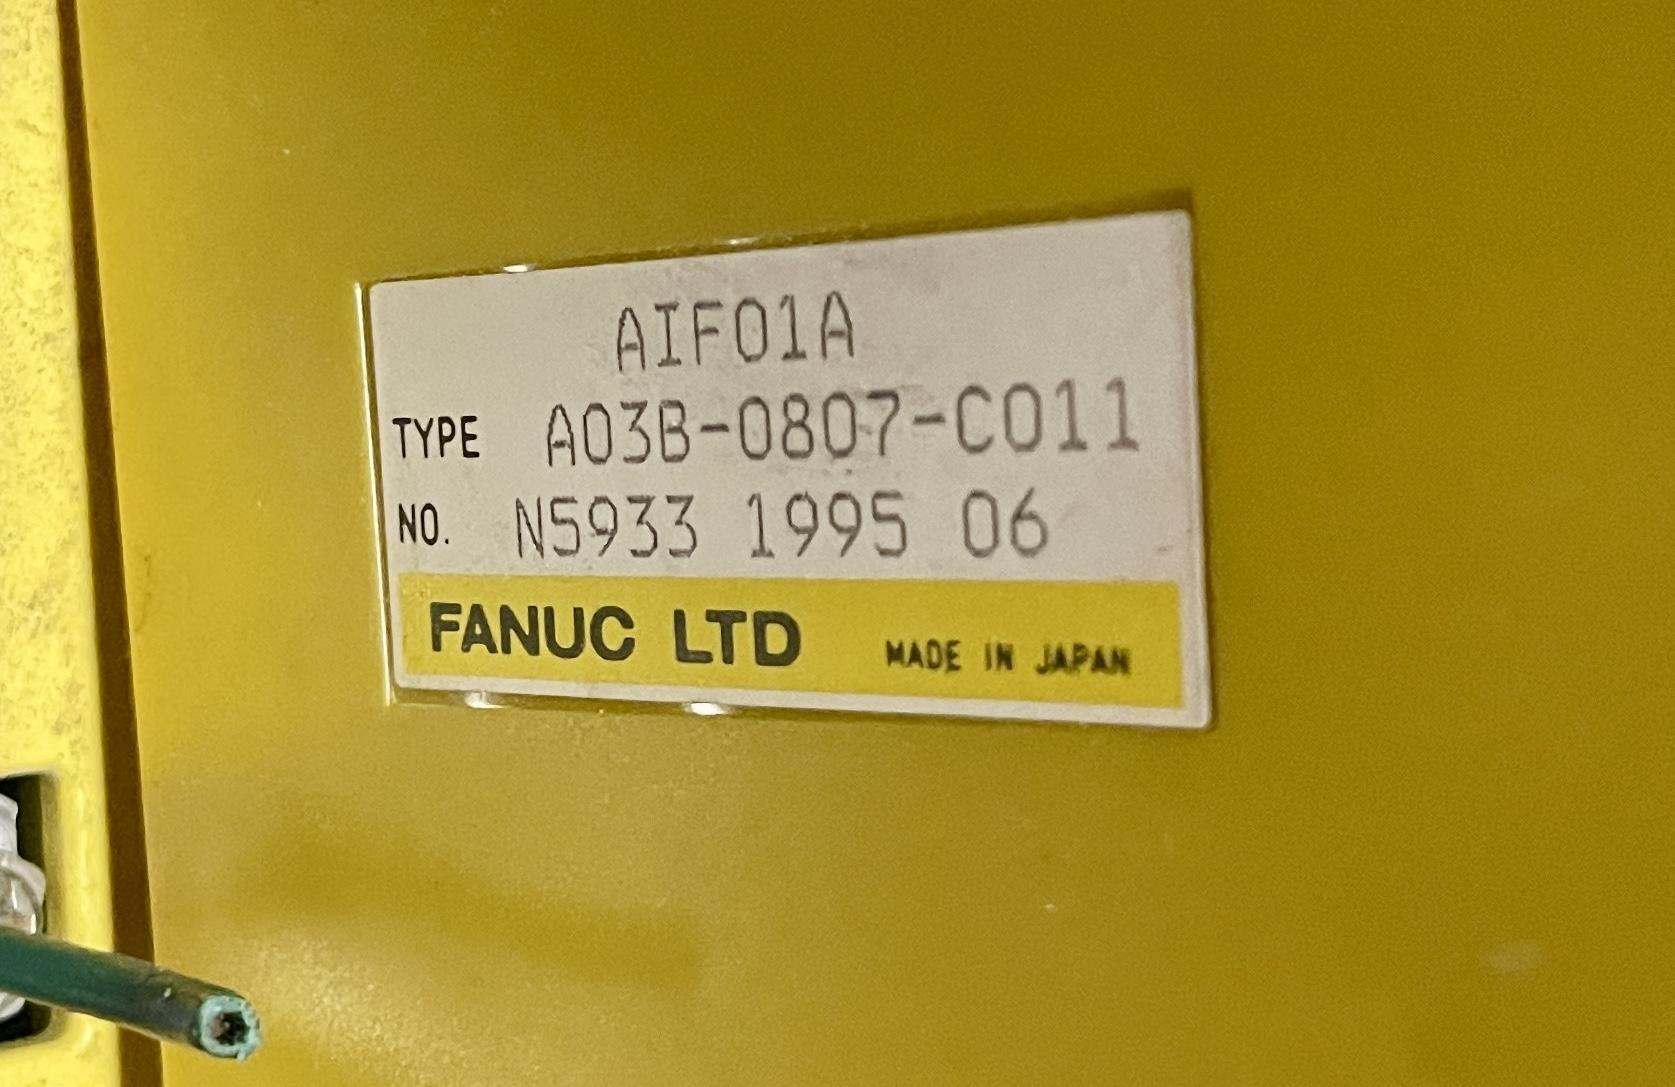 AIF01A
TYPE A03B-0807-C011
NO. N5933 1995 06
FANUC LTD MADE IN JAPAN